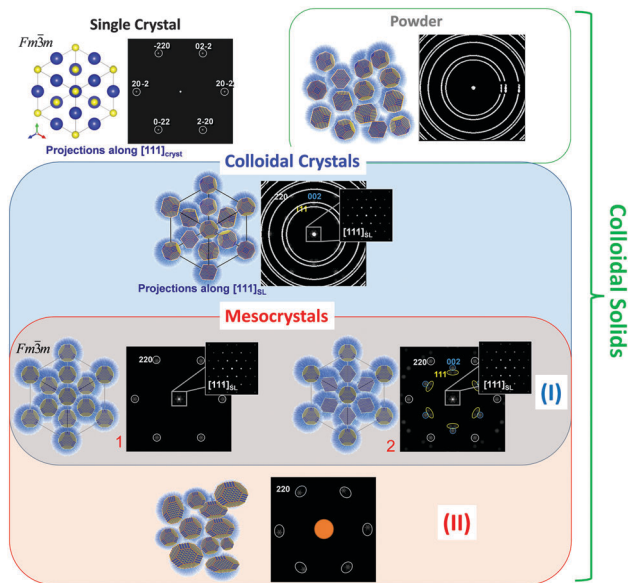 Single Crystal
Fm3̅m
-220
02-2
20-2
20-2
0-22
2-20
Projections along [111]cryst
Powder
Colloidal Crystals
220
002
111
[111]SL
Projections along [111]SL
Mesocrystals
Fm3̅m
220
[111]SL
1
220
002
111
[111]SL
2
(I)
220
(II)
Colloidal Solids